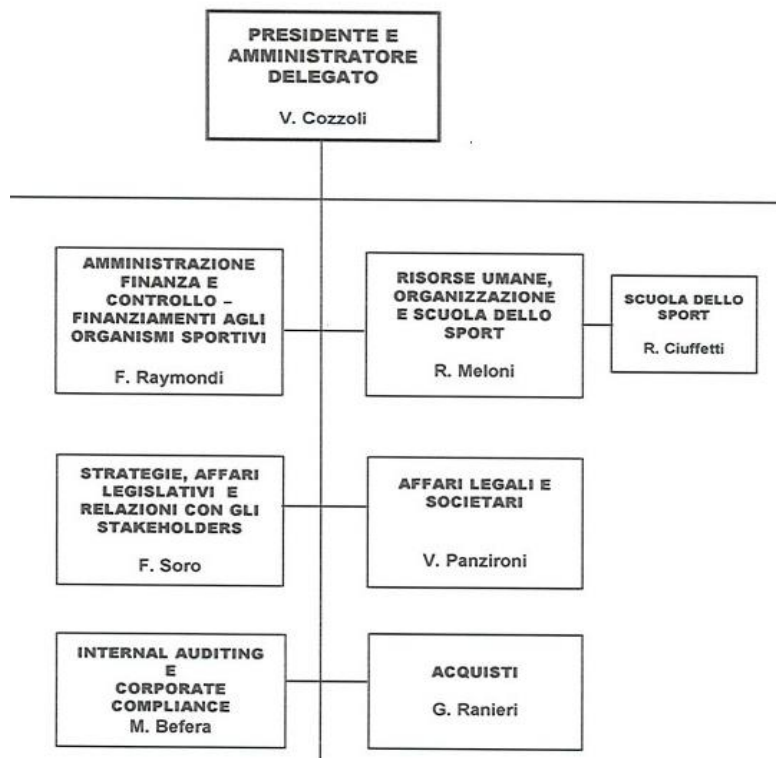 PRESIDENTE E
AMMINISTRATORE
DELEGATO
V. Cozzoli
AMMINISTRAZIONE
FINANZA E
CONTROLLO –
FINANZIAMENTI AGLI
ORGANISMI SPORTIVI
F. Raymondi
RISORSE UMANE,
ORGANIZZAZIONE
E SCUOLA DELLO
SPORT
R. Meloni
SCUOLA DELLO
SPORT
R. Ciuffetti
STRATEGIE, AFFARI
LEGISLATIVI E
RELAZIONI CON GLI
STAKEHOLDERS
F. Soro
AFFARI LEGALI E
SOCIETARI
V. Panzironi
INTERNAL AUDITING
E
CORPORATE
COMPLIANCE
M. Befera
ACQUISTI
G. Ranieri